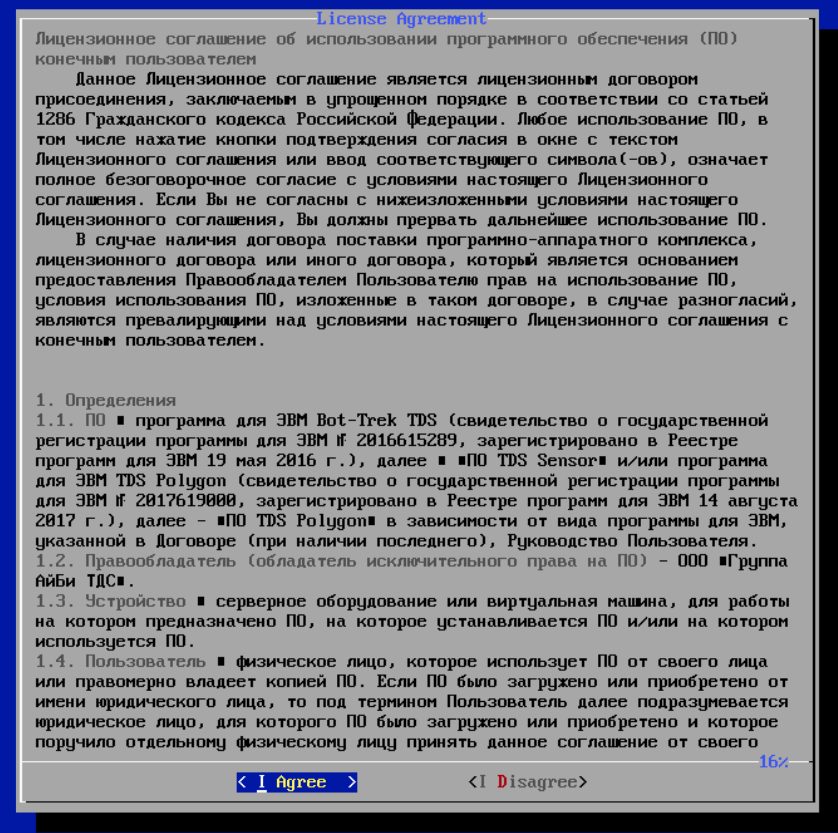 License Agreement
Лицензионное соглашение об использовании программного обеспечения (ПО)
конечным пользователем
Данное Лицензионное соглашение является лицензионным договором
присоединения, заключаемым в упрощенном порядке в соответствии со статьей
1286 Гражданского кодекса Российской Федерации. Любое использование ПО, в
том числе нажатие кнопки подтверждения согласия в окне с текстом
Лицензионного соглашения или ввод соответствующего символа(-ов), означает
полное безоговорочное согласие с условиями настоящего Лицензионного
соглашения. Если Вы не согласны с нижеизложенными условиями настоящего
Лицензионного соглашения, Вы должны прервать дальнейшее использование ПО.
В случае наличия договора поставки программно-аппаратного комплекса,
лицензионного договора или иного договора, который является основанием
предоставления Правообладателем Пользователю прав на использование ПО,
условия использования ПО, изложенные в таком договоре, в случае разногласий,
являются превалирующими над условиями настоящего Лицензионного соглашения с
конечным пользователем.
1. Определения
1.1. ПО ■ программа для ЭВМ Bot-Trek TDS (свидетельство о государственной
регистрации программы для ЭВМ № 2016615289, зарегистрировано в Реестре
программ для ЭВМ 19 мая 2016 г.), далее ■ ■ПО TDS Sensor■ и/или программа
для ЭВМ TDS Polygon (свидетельство о государственной регистрации программы
для ЭВМ № 2017619000, зарегистрировано в Реестре программ для ЭВМ 14 августа
2017 г.), далее - ■ПО TDS Polygon■ в зависимости от вида программы для ЭВМ,
указанной в Договоре (при наличии последнего), Руководство Пользователя.
1.2. Правообладатель (обладатель исключительного права на ПО) - ООО ■Группа
АйБи ТДС■.
1.3. Устройство ■ серверное оборудование или виртуальная машина, для работы
на котором предназначено ПО, на которое устанавливается ПО и/или на котором
используется ПО.
1.4. Пользователь ■ физическое лицо, которое использует ПО от своего лица
или правомерно владеет копией ПО. Если ПО было загружено или приобретено от
имени юридического лица, то под термином Пользователь далее подразумевается
юридическое лицо, для которого ПО было загружено или приобретено и которое
поручило отдельному физическому лицу принять данное соглашение от своего
16%
< I Agree > <I Disagree>